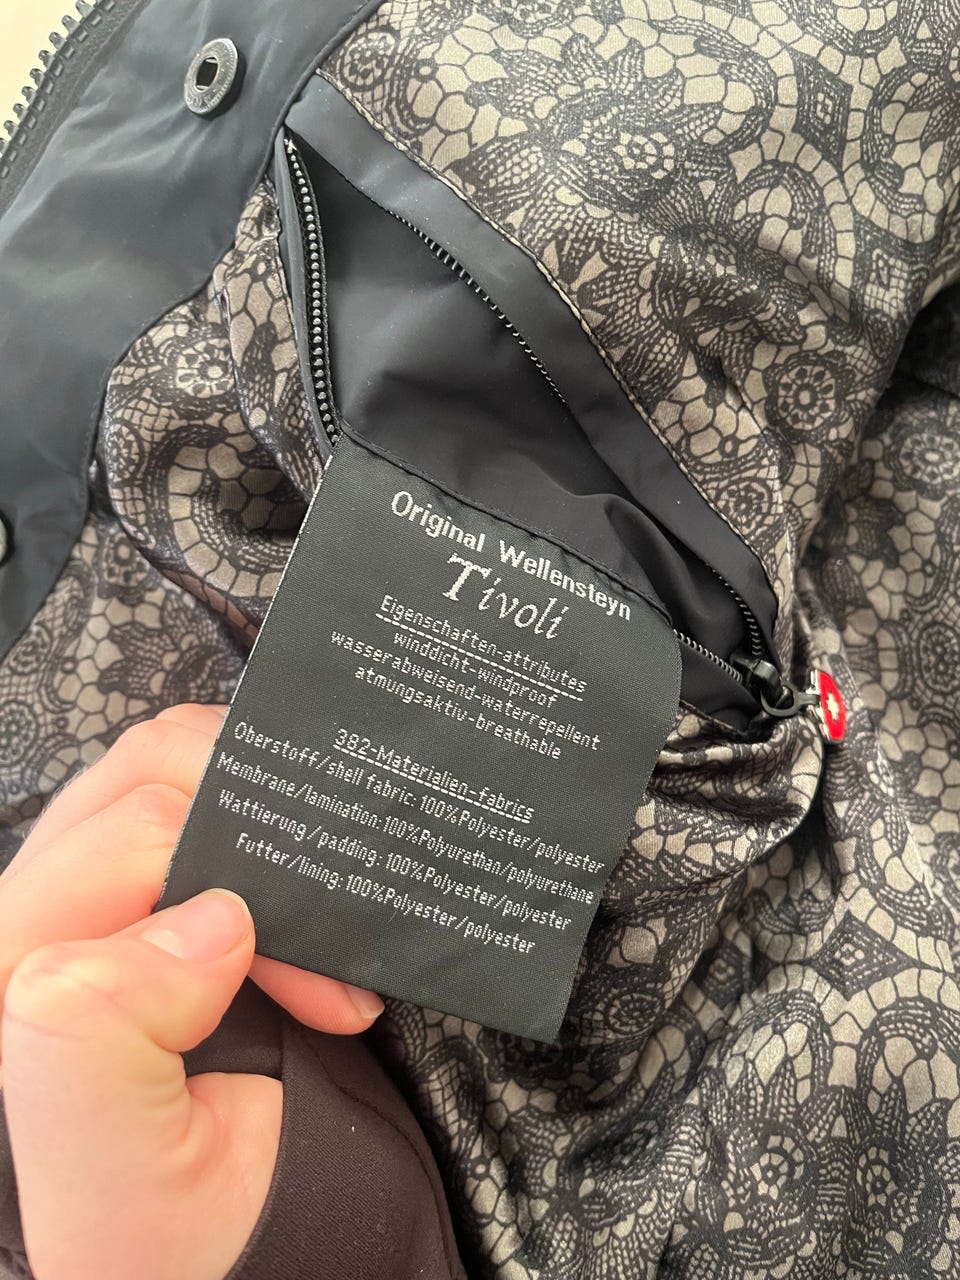 Original Wellensteyn
Tivoli
Eigenschaften-attributes
winddicht-windproof
wasserabweisend-waterrepellent
atmungsaktiv-breathable
382-Materialien-fabrics
Oberstoff/shell fabric: 100%Polyester/polyester
Membrane/lamination:100%Polyurethan/polyurethane
Wattierung/padding: 100%Polyester/polyester
Futter/lining: 100%Polyester/polyester